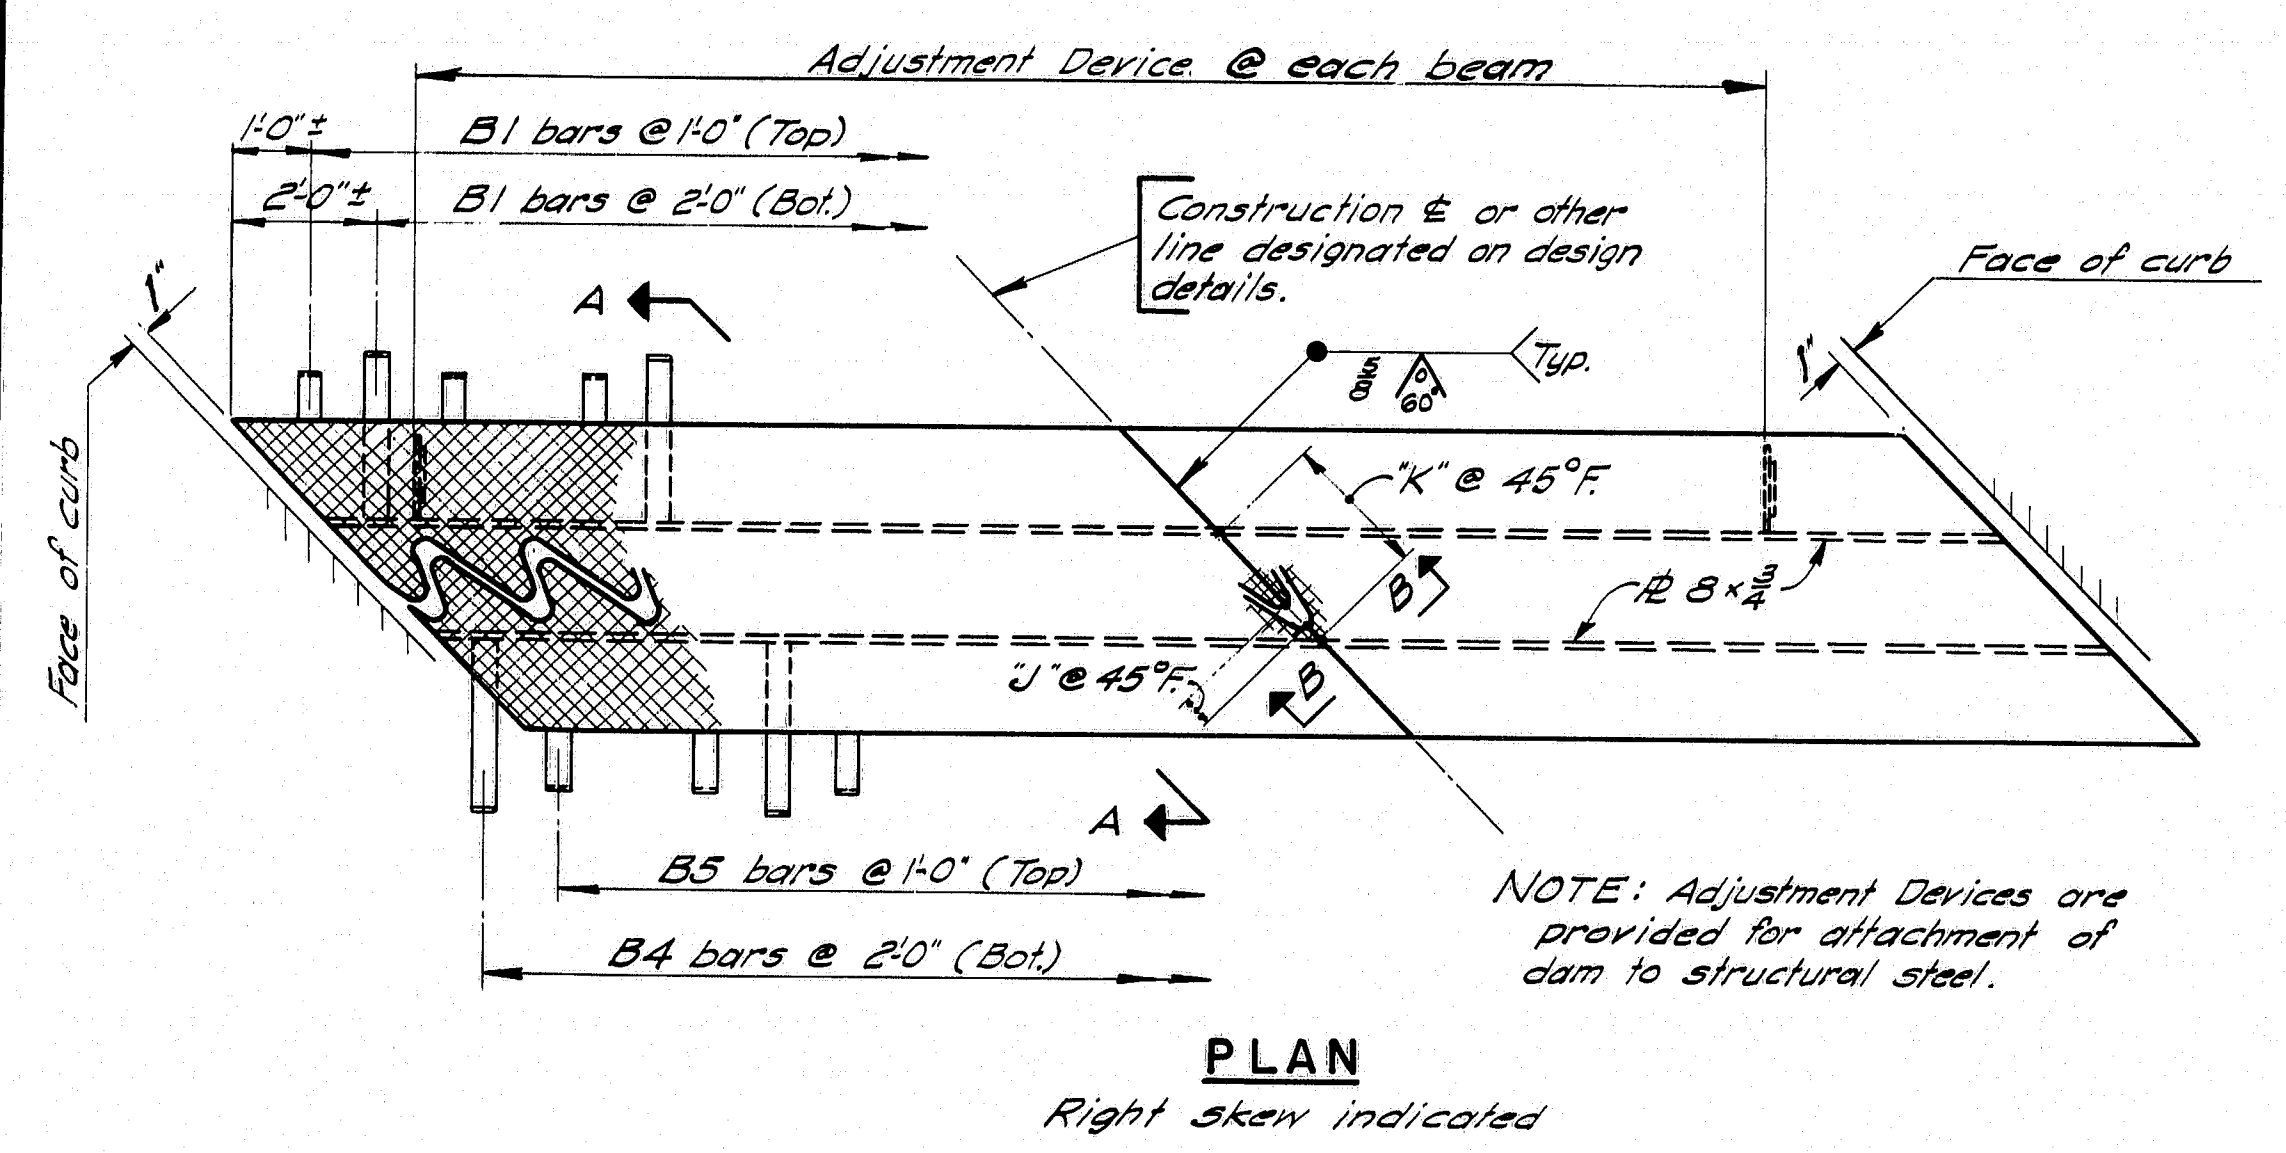 Adjustment Device @ each beam
1'-0"± B1 bars @ 1'-0" (Top)
2'-0"± B1 bars @ 2'-0" (Bot.)
Construction ℄ or other
line designated on design
details.
Face of curb
1"
A
5/8
0
60°
Typ.
1"
Face of curb
"K" @ 45°F.
B
℄ 8 x 3/4
"J" @ 45°F.
B
A
B5 bars @ 1'-0" (Top)
B4 bars @ 2'-0" (Bot.)
NOTE: Adjustment Devices are
provided for attachment of
dam to structural steel.
PLAN
Right skew indicated